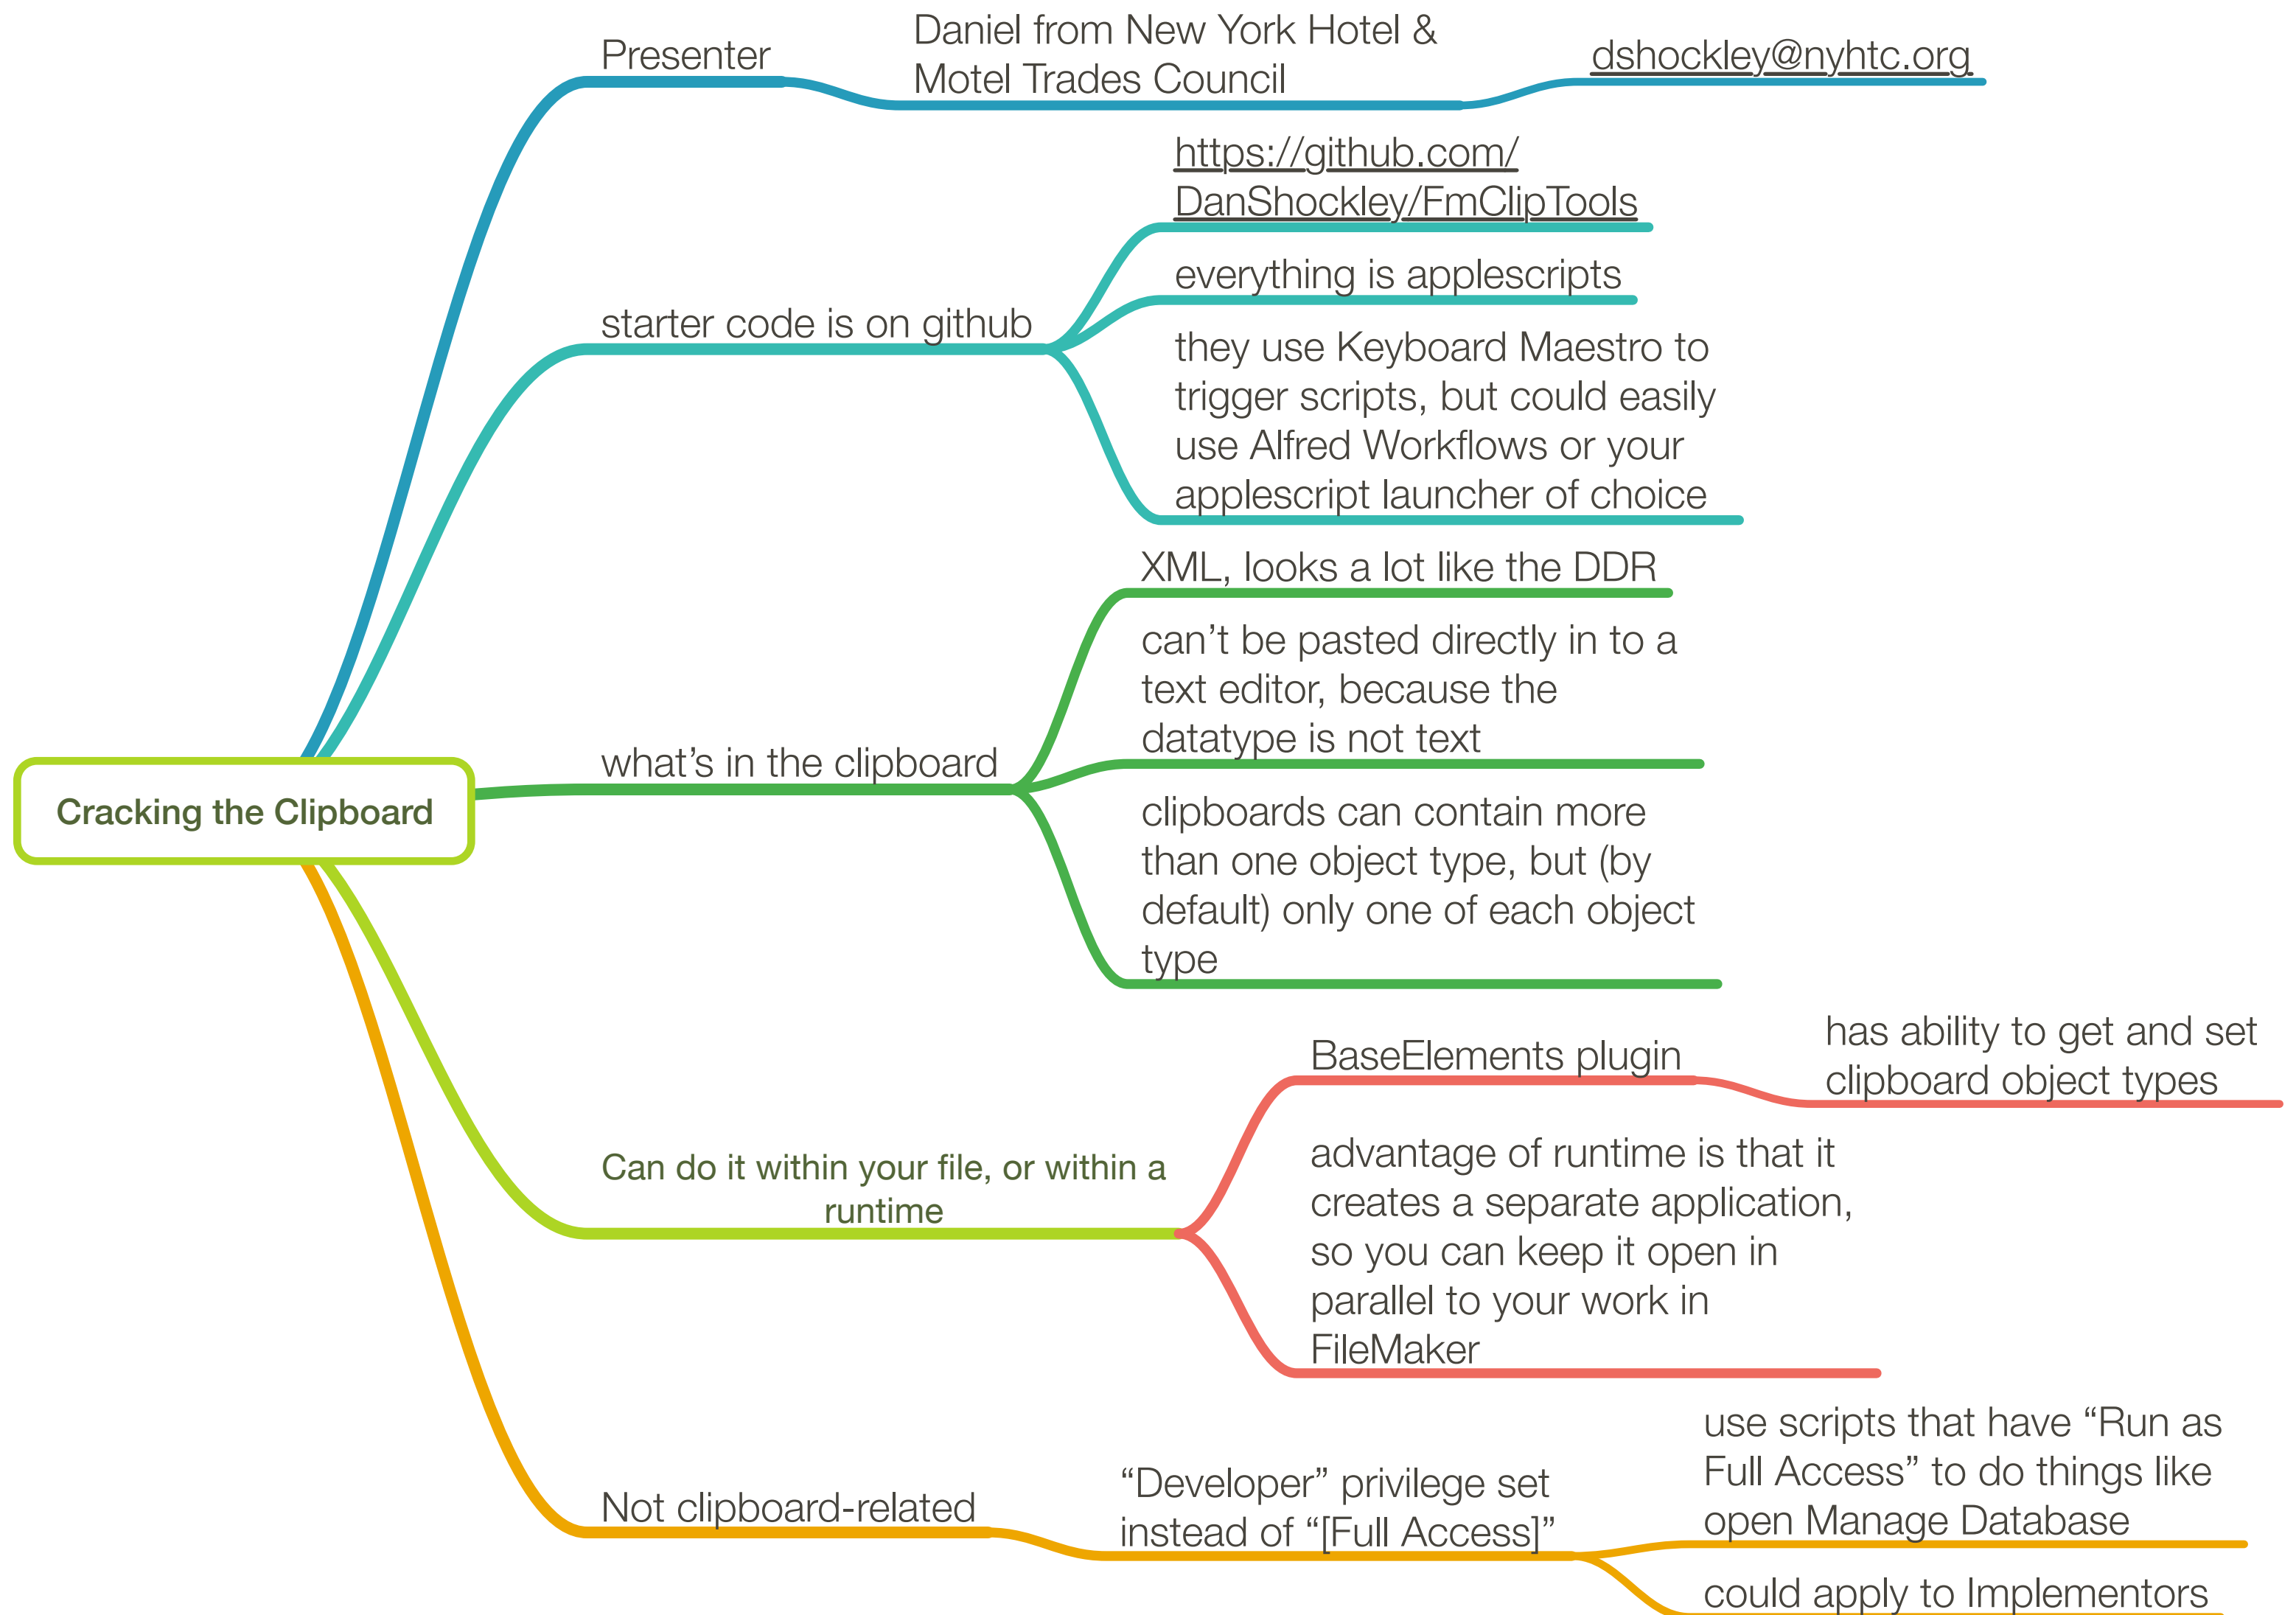 Presenter
Daniel from New York Hotel &
Motel Trades Council
dshockley@nyhtc.org
starter code is on github
https://github.com/
DanShockley/FmClipTools
everything is applescripts
they use Keyboard Maestro to
trigger scripts, but could easily
use Alfred Workflows or your
applescript launcher of choice
Cracking the Clipboard
what’s in the clipboard
XML, looks a lot like the DDR
can’t be pasted directly in to a
text editor, because the
datatype is not text
clipboards can contain more
than one object type, but (by
default) only one of each object
type
Can do it within your file, or within a
runtime
BaseElements plugin
has ability to get and set
clipboard object types
advantage of runtime is that it
creates a separate application,
so you can keep it open in
parallel to your work in
FileMaker
Not clipboard-related
“Developer” privilege set
instead of “[Full Access]”
use scripts that have “Run as
Full Access” to do things like
open Manage Database
could apply to Implementors